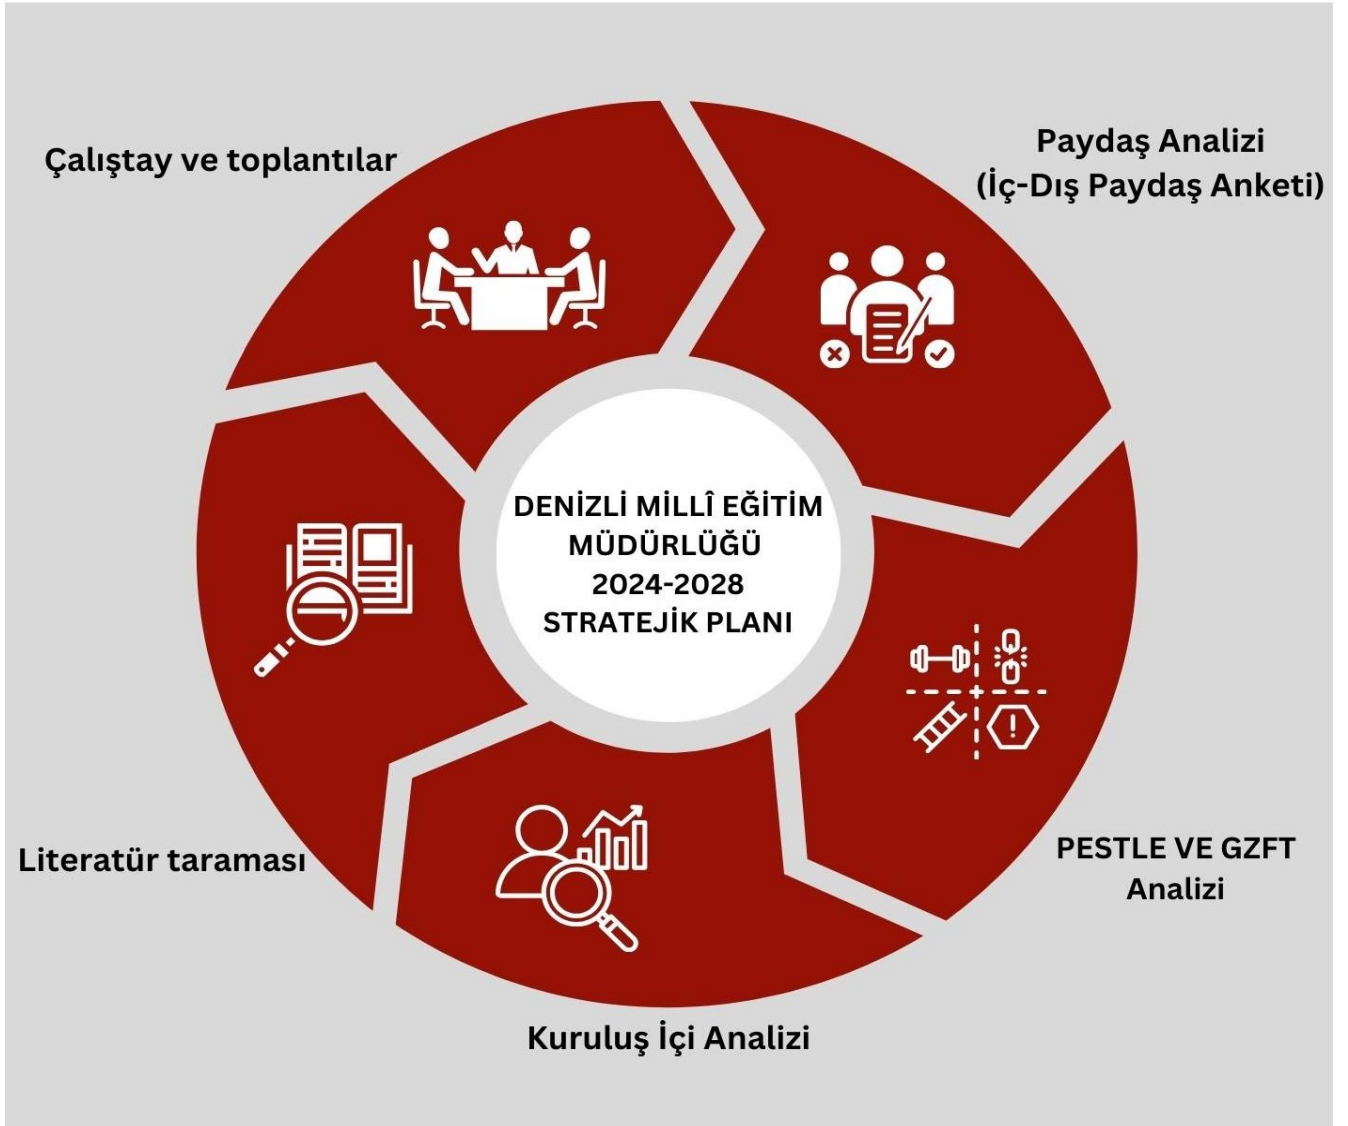 Çalıştay ve toplantılar
Paydaş Analizi
(İç-Dış Paydaş Anketi)
DENİZLİ MİLLÎ EĞİTİM
MÜDÜRLÜĞÜ
2024-2028
STRATEJİK PLANI
Literatür taraması
PESTLE VE GZFT
Analizi
Kuruluş İçi Analizi